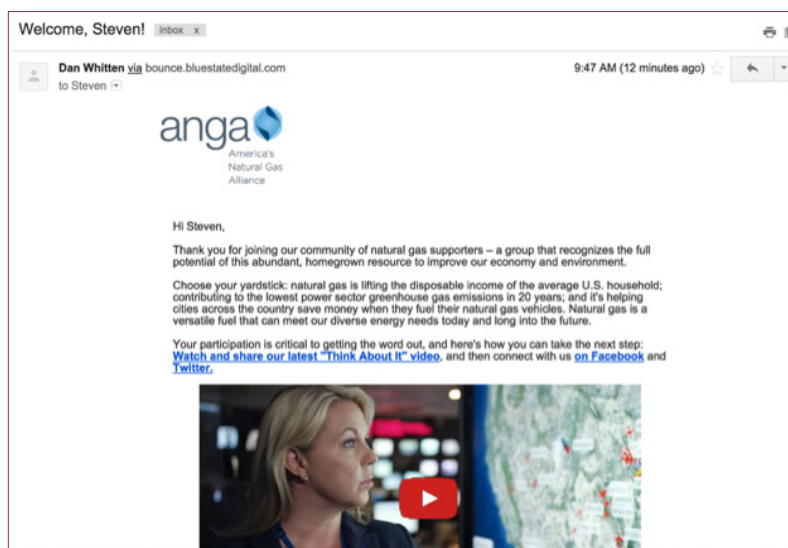 Welcome, Steven! Inbox x
Dan Whitten via bounce.bluestatedigital.com 9:47 AM (12 minutes ago)
to Steven
anga
America's
Natural Gas
Alliance
Hi Steven,
Thank you for joining our community of natural gas supporters – a group that recognizes the full
potential of this abundant, homegrown resource to improve our economy and environment.
Choose your yardstick: natural gas is lifting the disposable income of the average U.S. household;
contributing to the lowest power sector greenhouse gas emissions in 20 years; and it's helping
cities across the country save money when they fuel their natural gas vehicles. Natural gas is a
versatile fuel that can meet our diverse energy needs today and long into the future.
Your participation is critical to getting the word out, and here's how you can take the next step:
Watch and share our latest "Think About It" video, and then connect with us on Facebook and
Twitter.